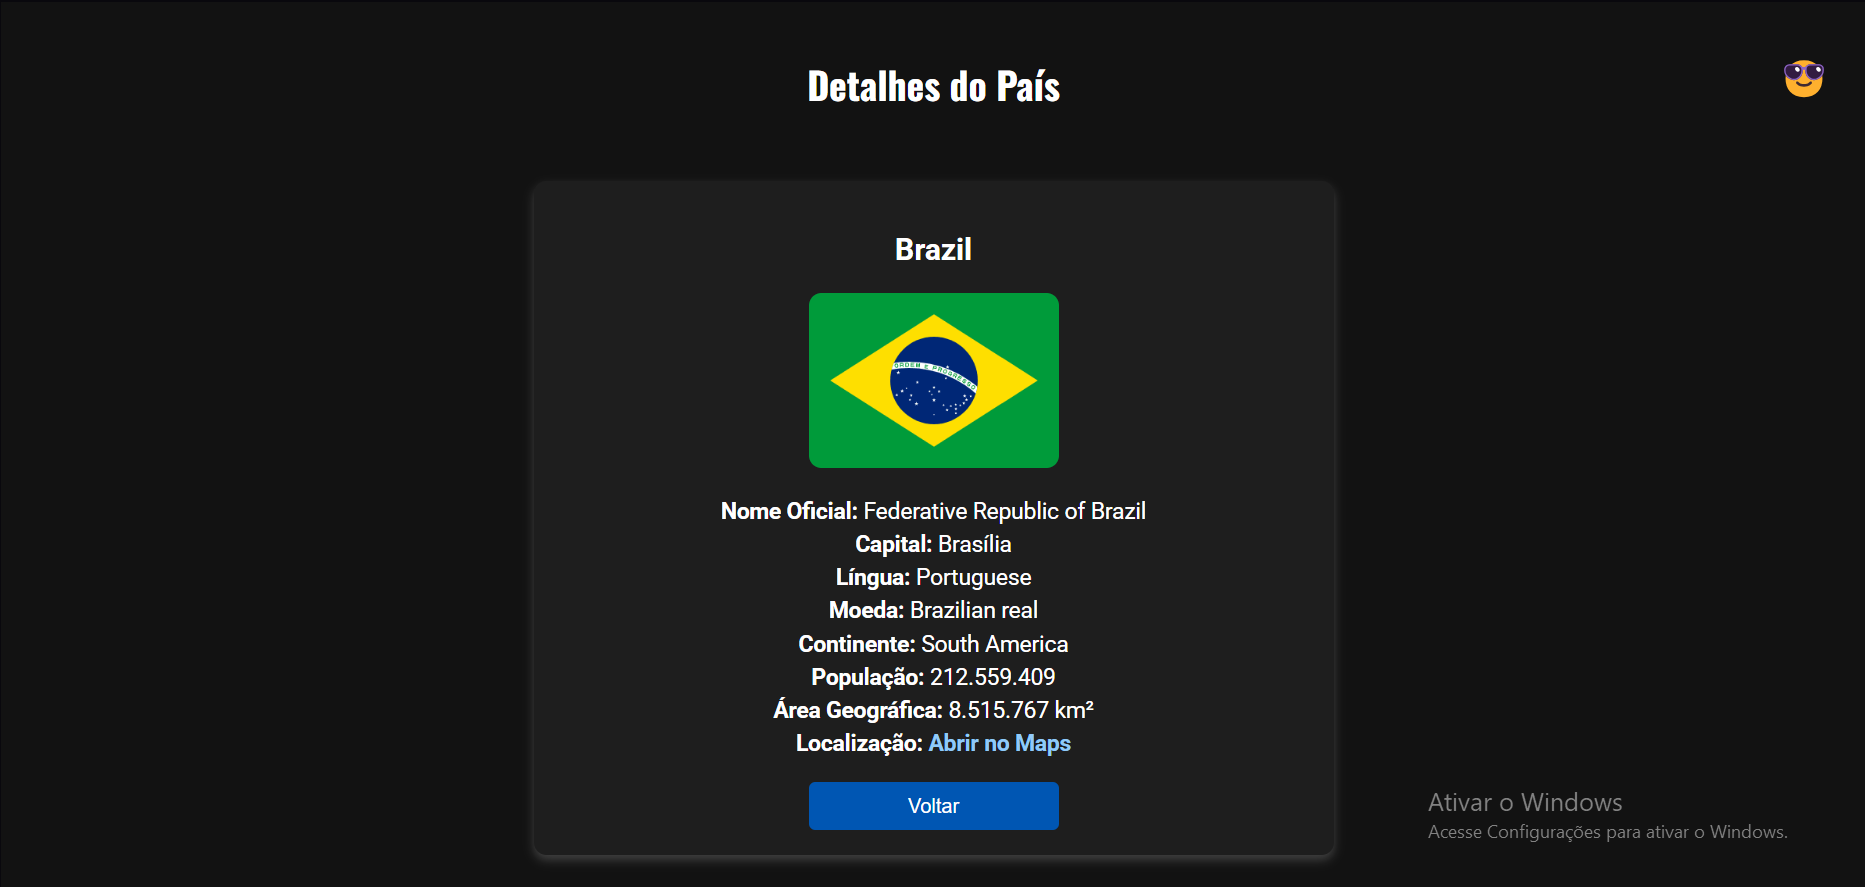 Detalhes do País
Brazil
ORDEM E PROGRESSO
Nome Oficial: Federative Republic of Brazil
Capital: Brasília
Língua: Portuguese
Moeda: Brazilian real
Continente: South America
População: 212.559.409
Área Geográfica: 8.515.767 km²
Localização: Abrir no Maps
Voltar
Ativar o Windows
Acesse Configurações para ativar o Windows.